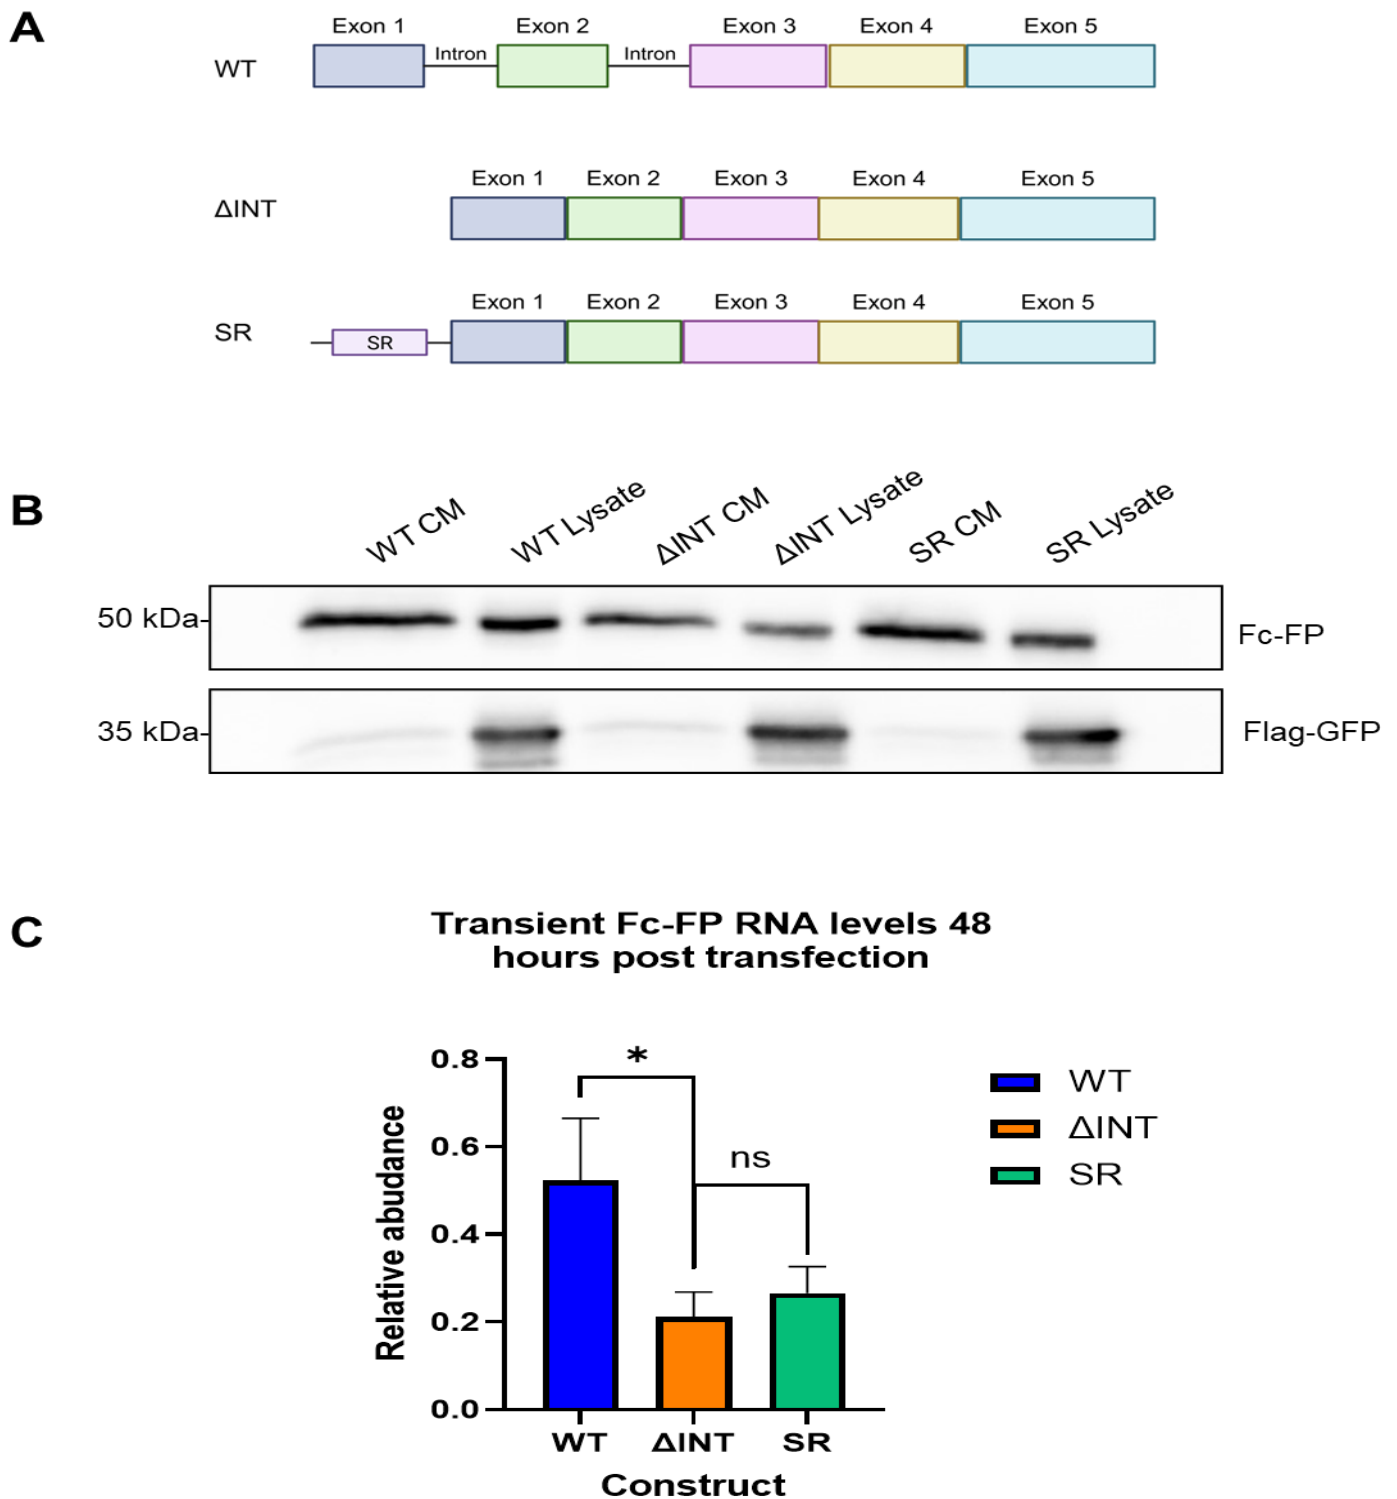 A
Exon 1 Exon 2 Exon 3 Exon 4 Exon 5
WT Intron Intron
Exon 1 Exon 2 Exon 3 Exon 4 Exon 5
ΔINT
Exon 1 Exon 2 Exon 3 Exon 4 Exon 5
SR SR
B
WT CM WT Lysate ΔINT CM ΔINT Lysate SR CM SR Lysate
50 kDa- Fc-FP
35 kDa- Flag-GFP
C
Transient Fc-FP RNA levels 48
hours post transfection
Relative abudance
0.8
0.6
0.4
0.2
0.0
*
ns
WT
ΔINT
SR
WT ΔINT SR
Construct